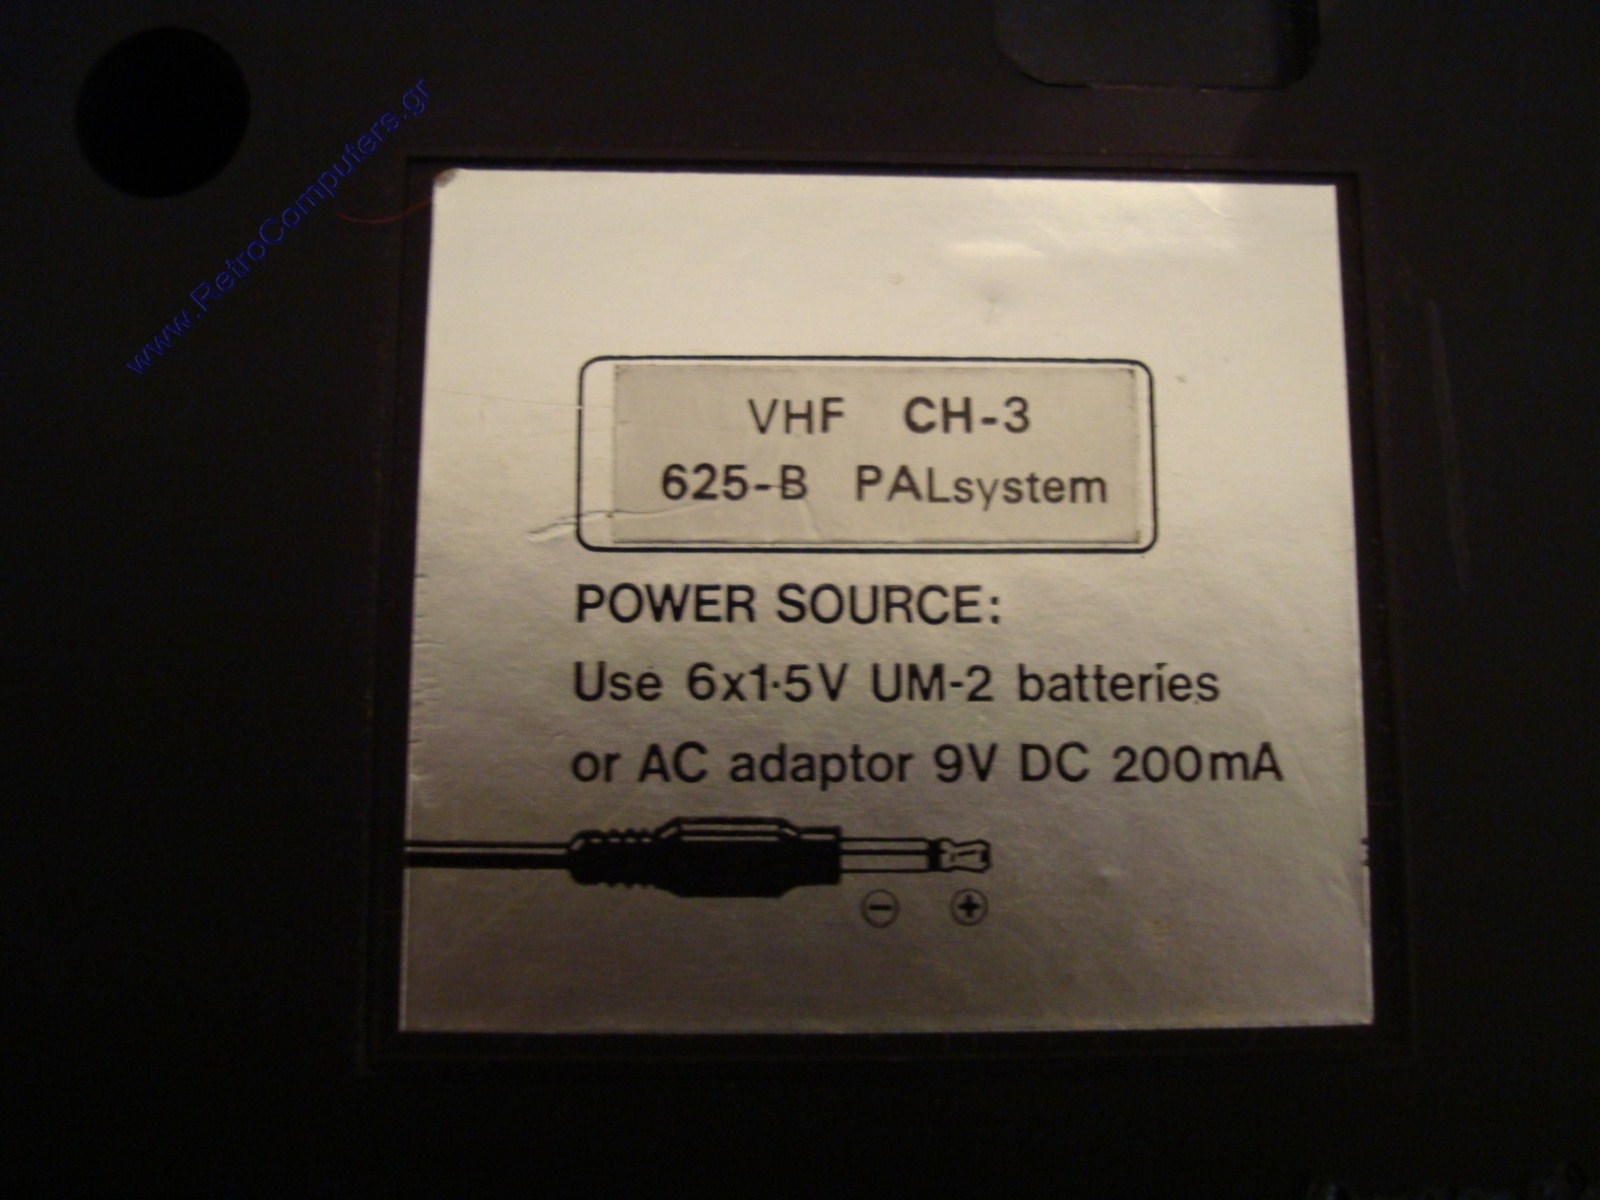 www.RetroComputers.gr
VHF CH-3
625-B PALsystem
POWER SOURCE:
Use 6x1·5V UM-2 batteries
or AC adaptor 9V DC 200mA
− +